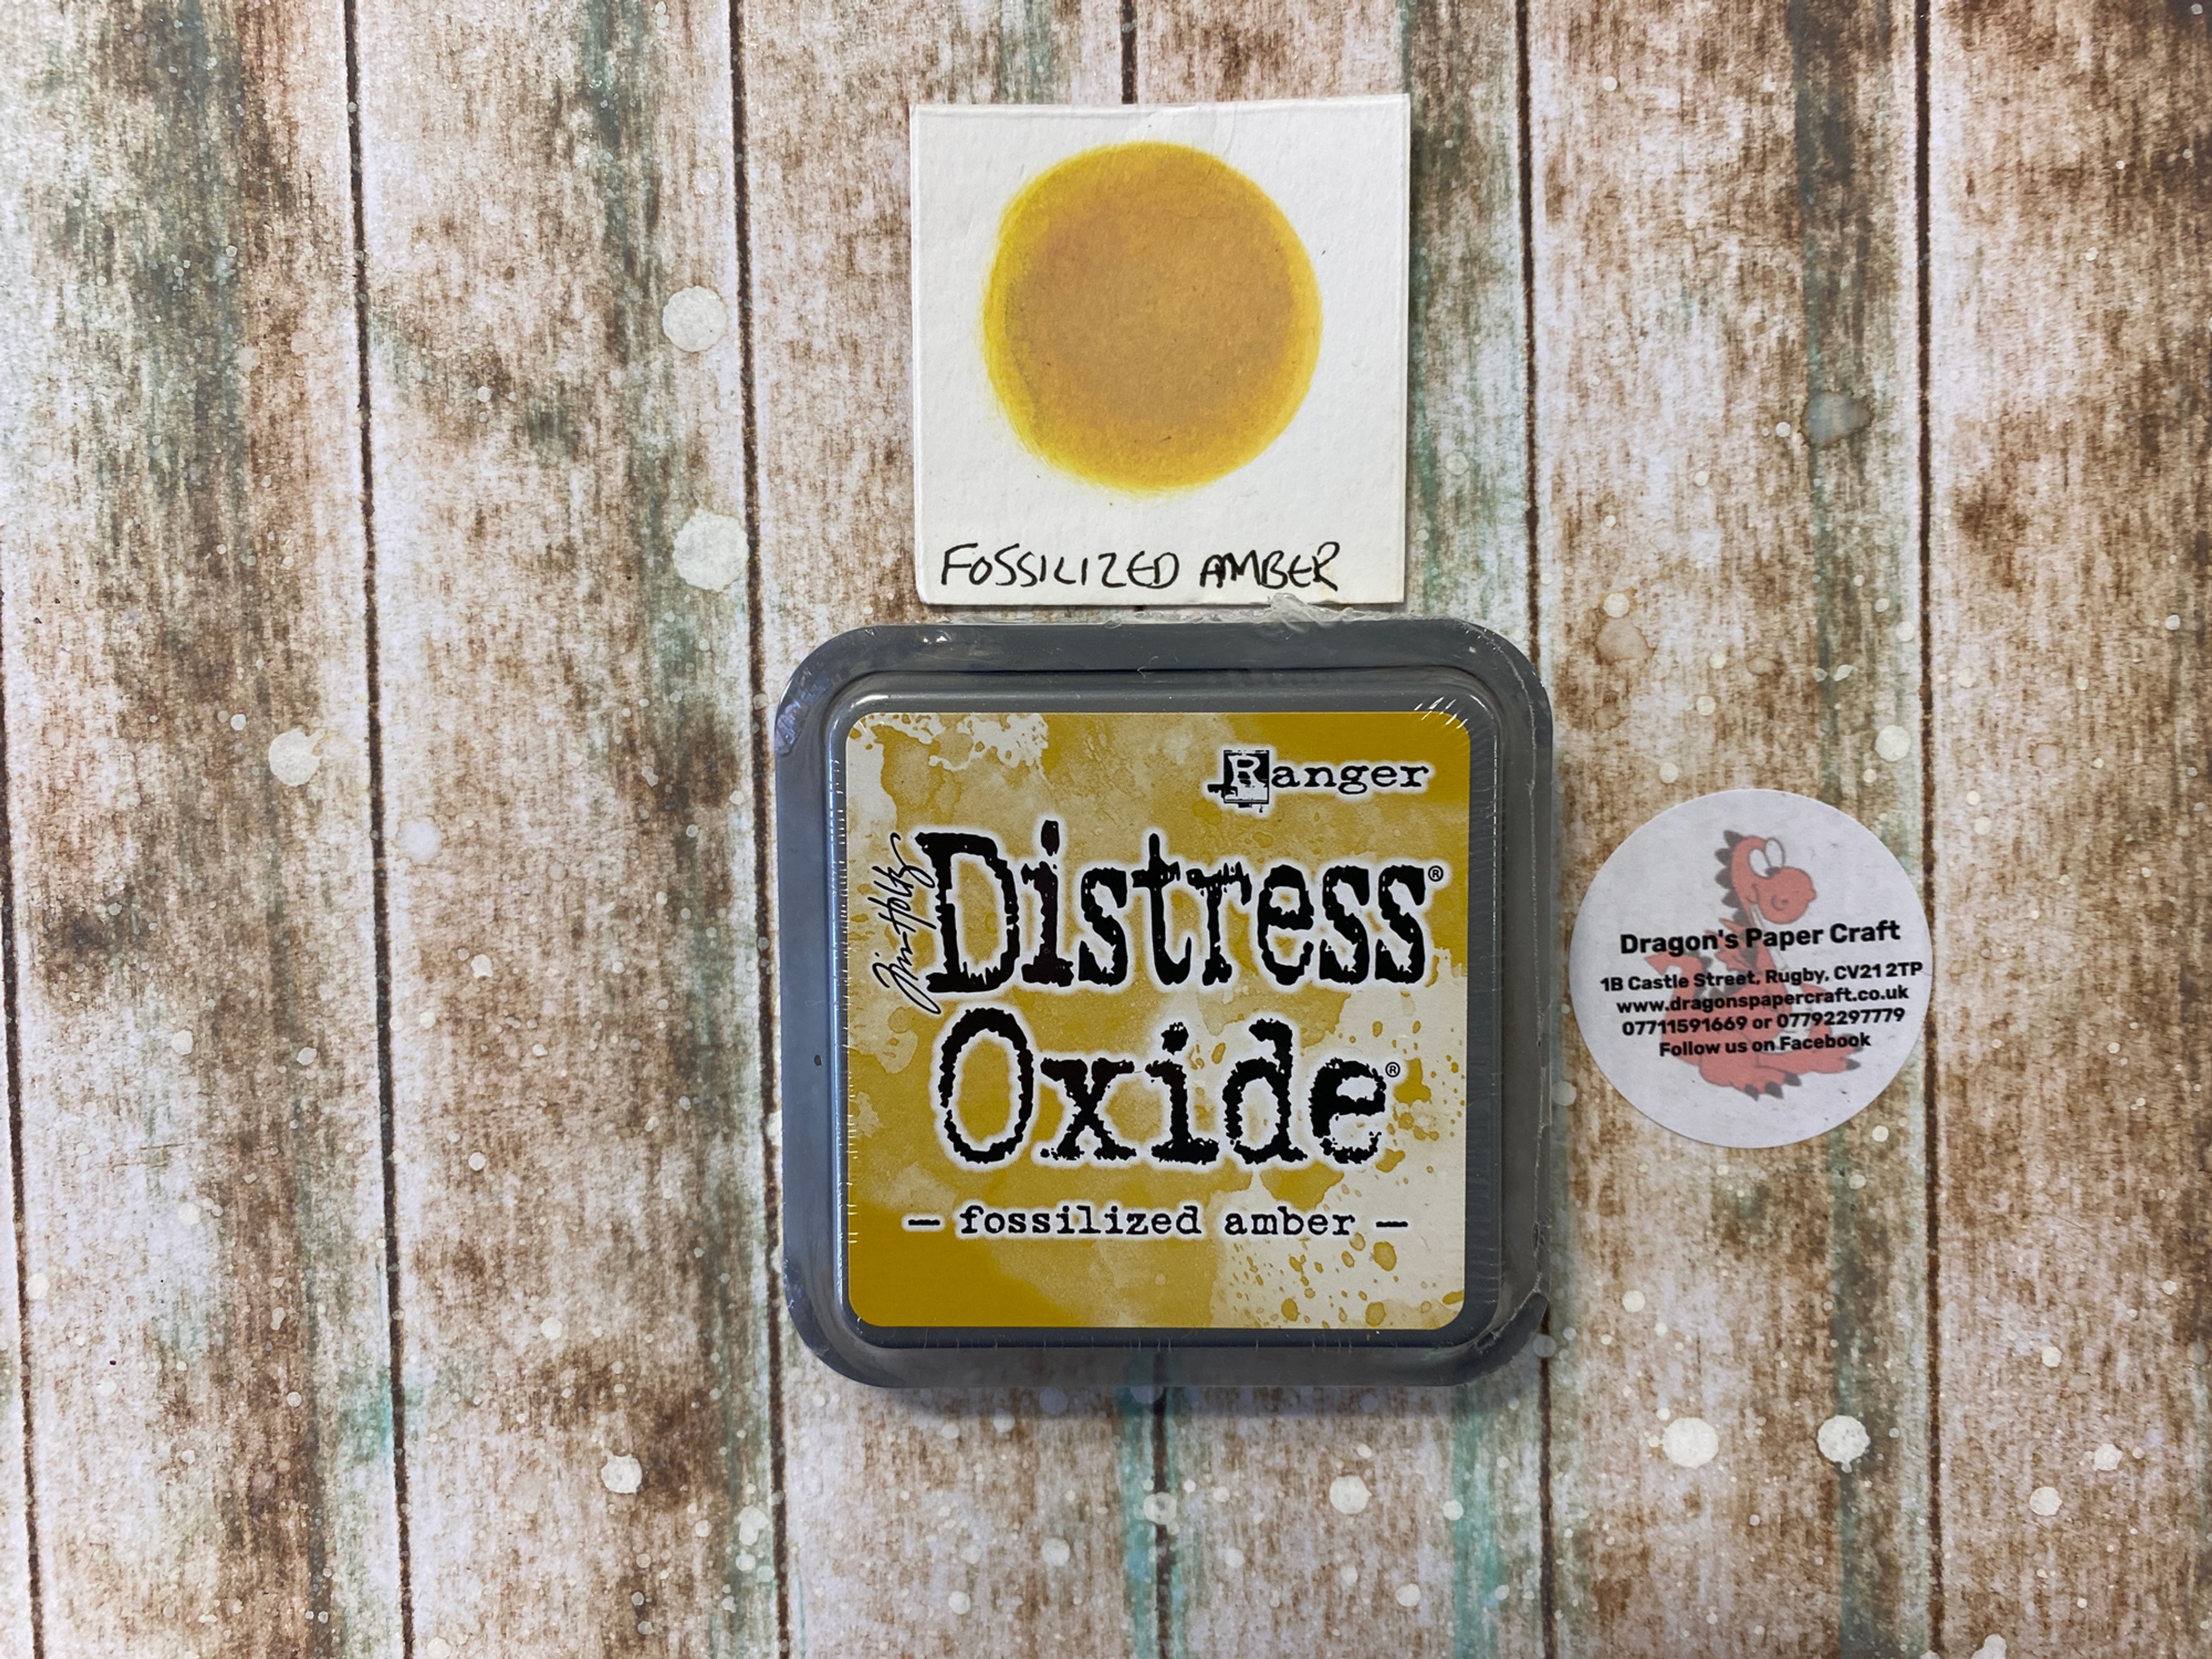 FOSSILIZED AMBER
Ranger
Tim Holtz
Distress®
Oxide®
— fossilized amber —
Dragon's Paper Craft
1B Castle Street, Rugby, CV21 2TP
www.dragonspapercraft.co.uk
07711591669 or 07792297779
Follow us on Facebook